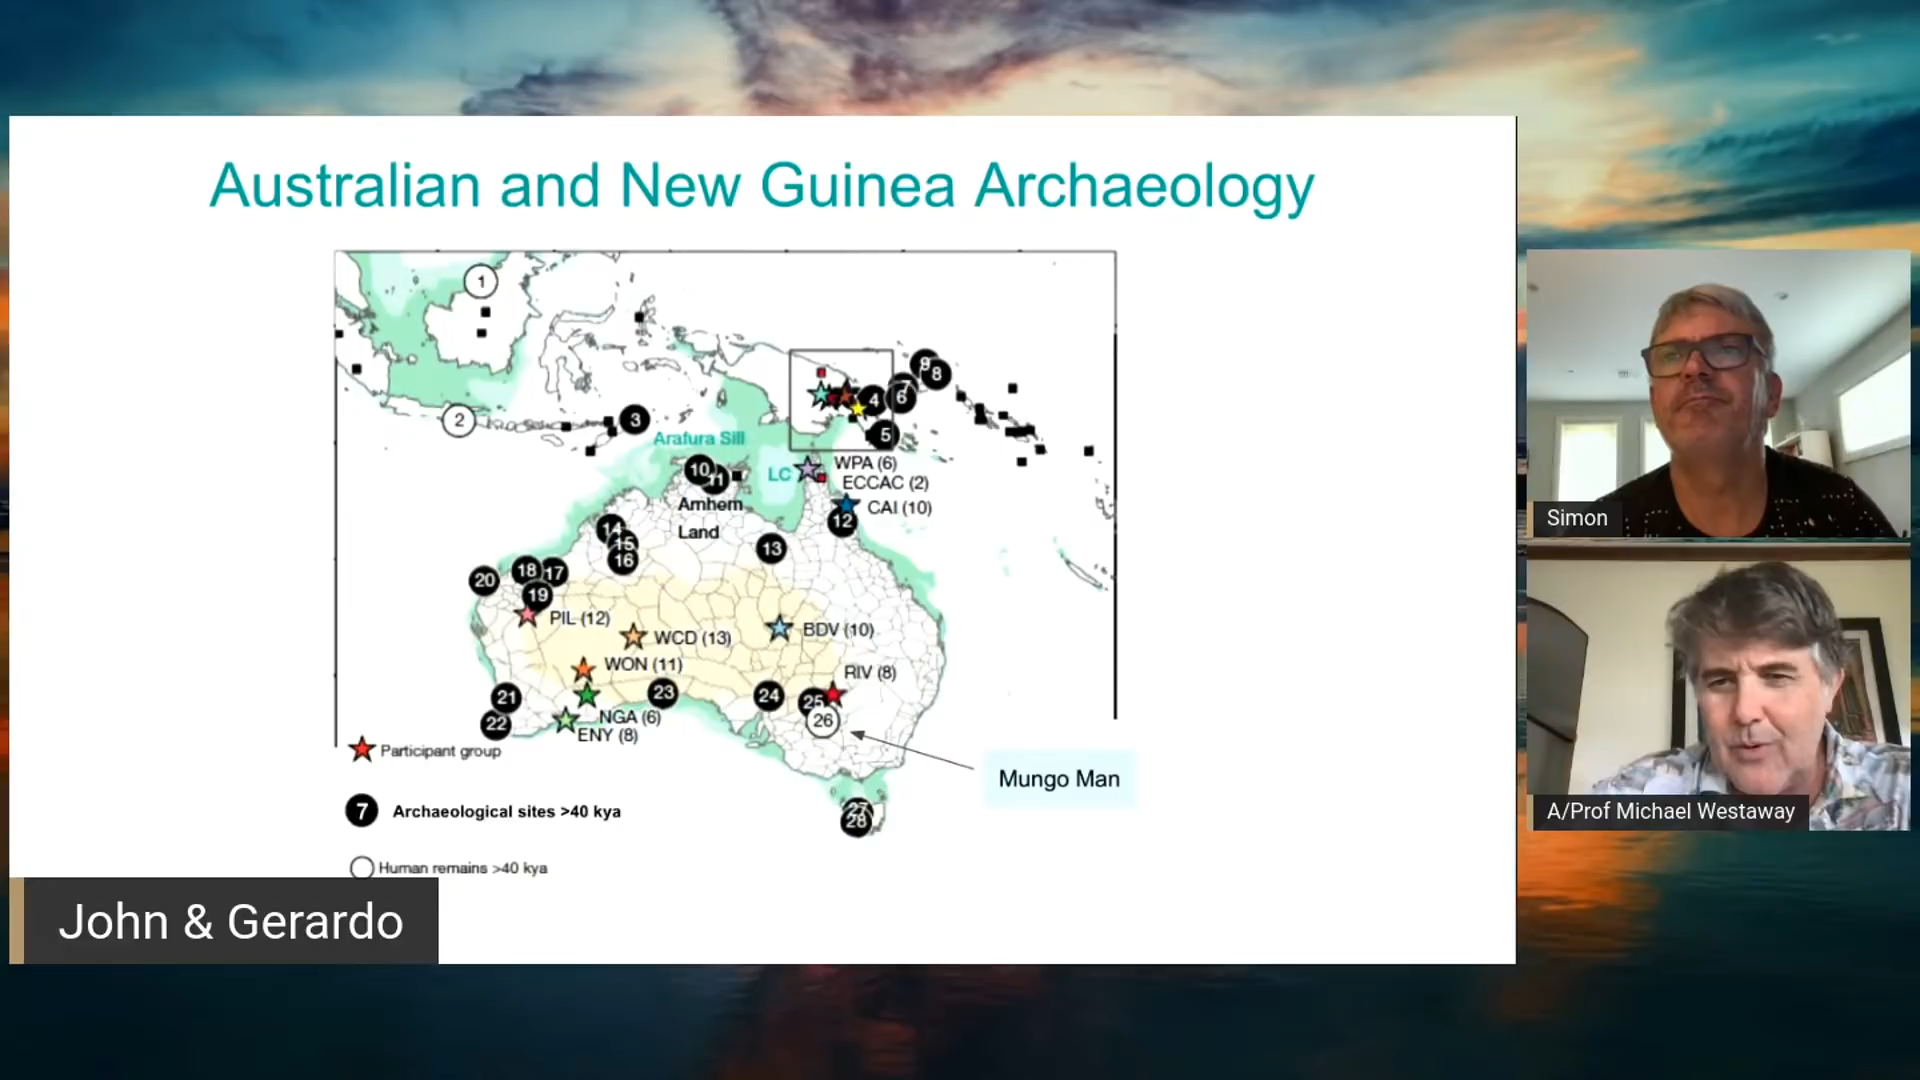 Australian and New Guinea Archaeology
1
2
3
9
8
7
4
6
5
Arafura Sill
10
11
LC
WPA (6)
ECCAC (2)
CAI (10)
Arnhem
Land
12
13
14
15
16
20
18
17
19
PIL (12)
WCD (13)
BDV (10)
WON (11)
RIV (8)
21
22
23
24
25
26
NGA (6)
ENY (8)
27
28
Mungo Man
Participant group
7 Archaeological sites >40 kya
Human remains >40 kya
John & Gerardo
Simon
A/Prof Michael Westaway